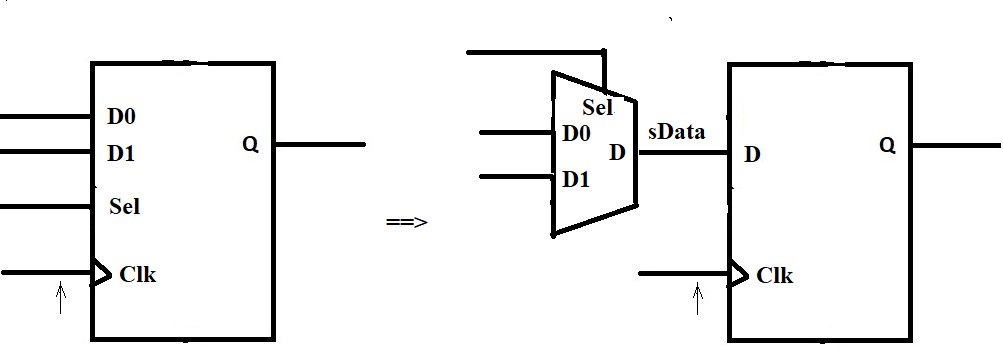 D0
D1
Sel
Clk
Q
==>
Sel
D0
D1
D
sData
D
Clk
Q